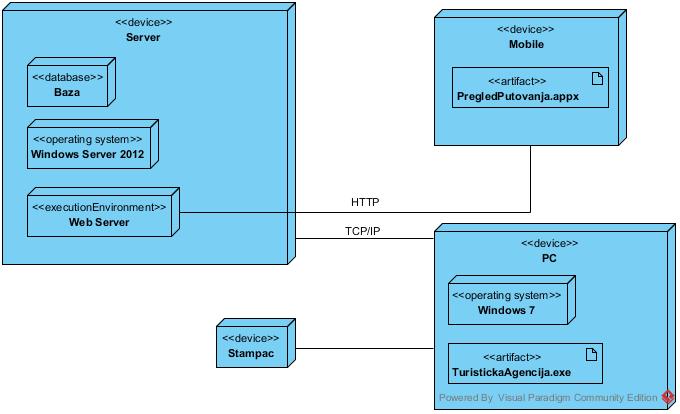 <<device>>
Server
<<database>>
Baza
<<operating system>>
Windows Server 2012
<<executionEnvironment>>
Web Server
<<device>>
Mobile
<<artifact>>
PregledPutovanja.appx
HTTP
TCP/IP
<<device>>
PC
<<operating system>>
Windows 7
<<artifact>>
TuristickaAgencija.exe
<<device>>
Stampac
Powered By Visual Paradigm Community Edition